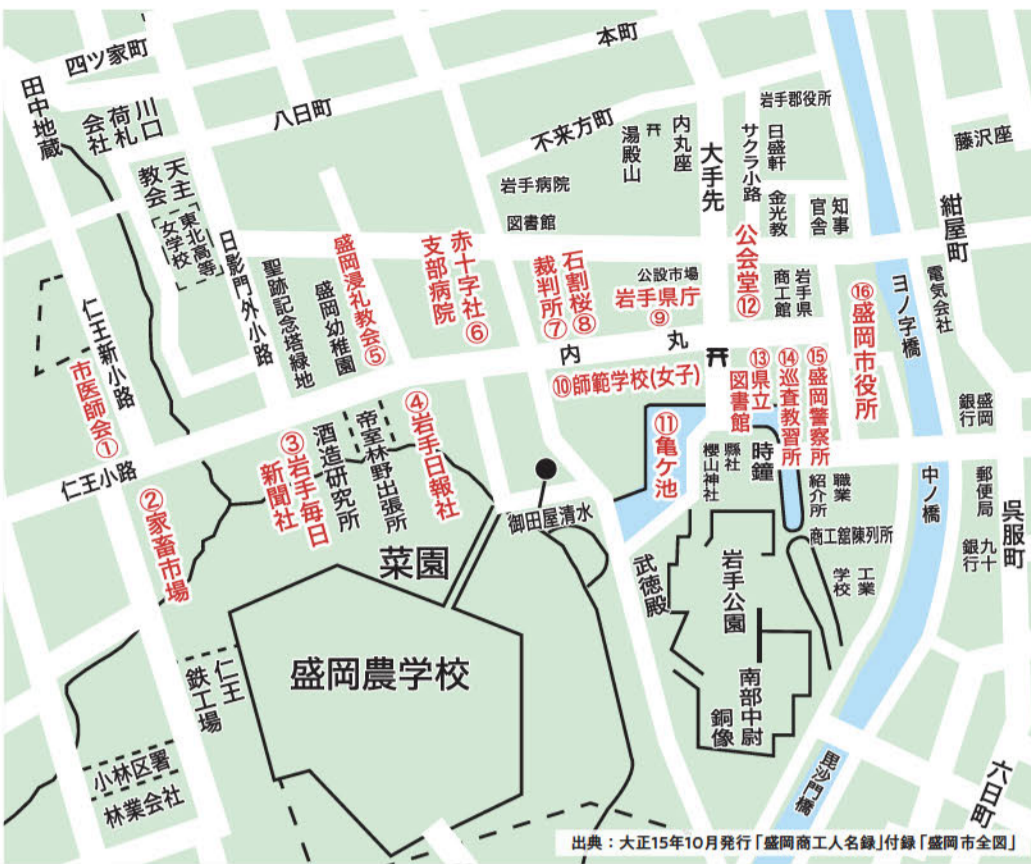 四ツ家町
本町
田中地蔵
川口
荷札
会社
八日町
不来方町
湯殿山
内丸座
大手先
岩手郡役所
日盛軒
サクラ小路
金光教
知事
官舎
藤沢座
紺屋町
天主
教会
東北高等
女学校
日影門外小路
聖跡記念塔緑地
盛岡幼稚園
盛岡浸礼教会⑤
赤十字社⑥
支部病院
岩手病院
図書館
石割桜⑧
裁判所⑦
公設市場
岩手県庁
⑨
公会堂⑫
岩手県
商工館
⑯盛岡市役所
ヨノ字橋
電気会社
仁王新小路
市医師会①
仁王小路
②家畜市場
③岩手毎日
新聞社
酒造研究所
帝室林野出張所
④岩手日報社
内丸
⑩師範学校(女子)
⑪亀ケ池
⑬県立
図書館
⑭巡査教習所
⑮盛岡警察所
縣社
櫻山神社
時鐘
職業
紹介所
商工舘陳列所
工業
学校
中ノ橋
盛岡
銀行
郵便局
九十
銀行
呉服町
御田屋清水
菜園
武徳殿
岩手公園
盛岡農学校
仁王
鉄工場
南部中尉
銅像
小林区署
林業会社
毘沙門橋
六日町
出典：大正15年10月発行「盛岡商工人名録」付録「盛岡市全図」